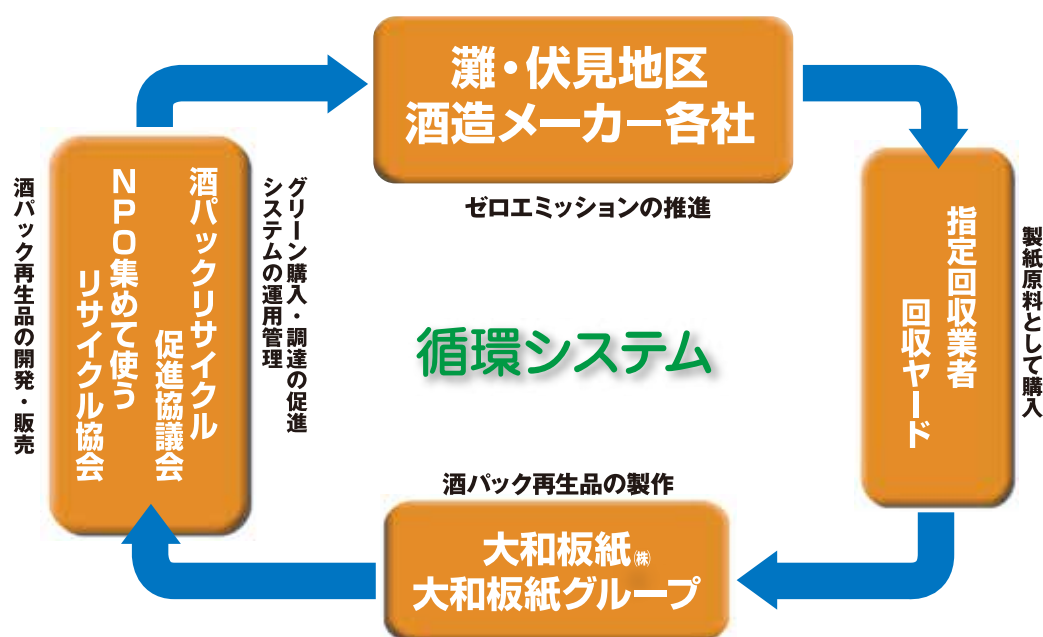 灘・伏見地区
酒造メーカー各社
ゼロエミッションの推進
指定回収業者
回収ヤード
製紙原料として購入
循環システム
酒パック再生品の製作
大和板紙㈱
大和板紙グループ
グリーン購入・調達の促進
システムの運用管理
酒パックリサイクル
促進協議会
NPO集めて使う
リサイクル協会
酒パック再生品の開発・販売